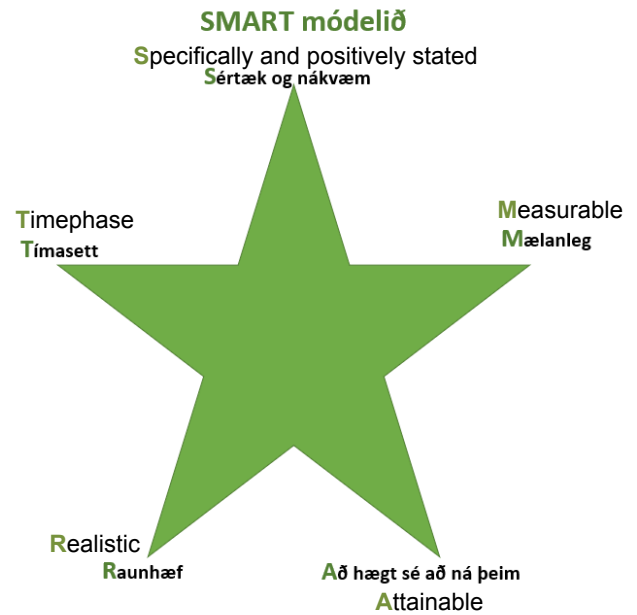 SMART módelið
Specifically and positively stated
Sértæk og nákvæm
Timephase
Tímasett
Measurable
Mælanleg
Realistic
Raunhæf
Að hægt sé að ná þeim
Attainable